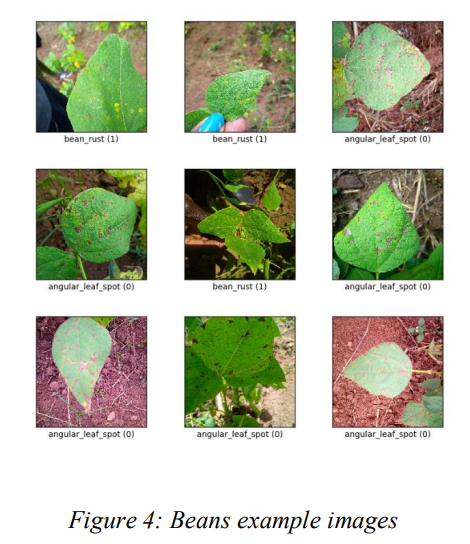 bean_rust (1)
bean_rust (1)
angular_leaf_spot (0)
angular_leaf_spot (0)
bean_rust (1)
angular_leaf_spot (0)
angular_leaf_spot (0)
angular_leaf_spot (0)
angular_leaf_spot (0)
Figure 4: Beans example images